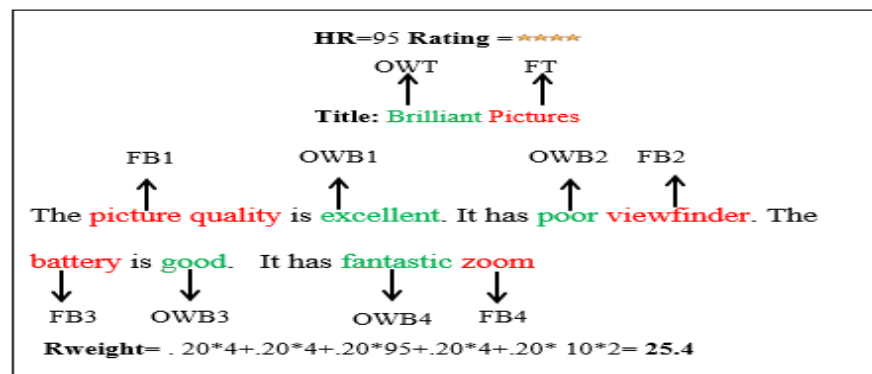 HR=95 Rating = ★★★★
OWT FT
Title: Brilliant Pictures
FB1 OWB1 OWB2 FB2
The picture quality is excellent. It has poor viewfinder. The
battery is good. It has fantastic zoom
FB3 OWB3 OWB4 FB4
Rweight= . 20*4+.20*4+.20*95+.20*4+.20* 10*2= 25.4